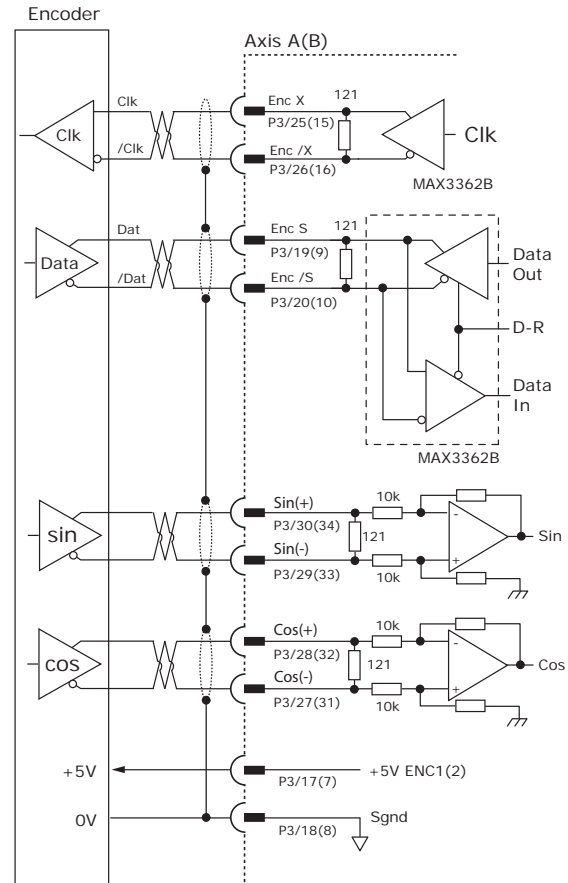 Encoder
Axis A(B)
Clk
Clk
/Clk
Enc X
P3/25(15)
121
Enc /X
P3/26(16)
Clk
MAX3362B
Data
Dat
/Dat
Enc S
P3/19(9)
121
Enc /S
P3/20(10)
Data
Out
D-R
Data
In
MAX3362B
sin
Sin(+)
P3/30(34)
10k
121
Sin(-)
P3/29(33)
10k
-
+
Sin
cos
Cos(+)
P3/28(32)
10k
121
Cos(-)
P3/27(31)
10k
-
+
Cos
+5V
P3/17(7)
+5V ENC1(2)
0V
P3/18(8)
Sgnd